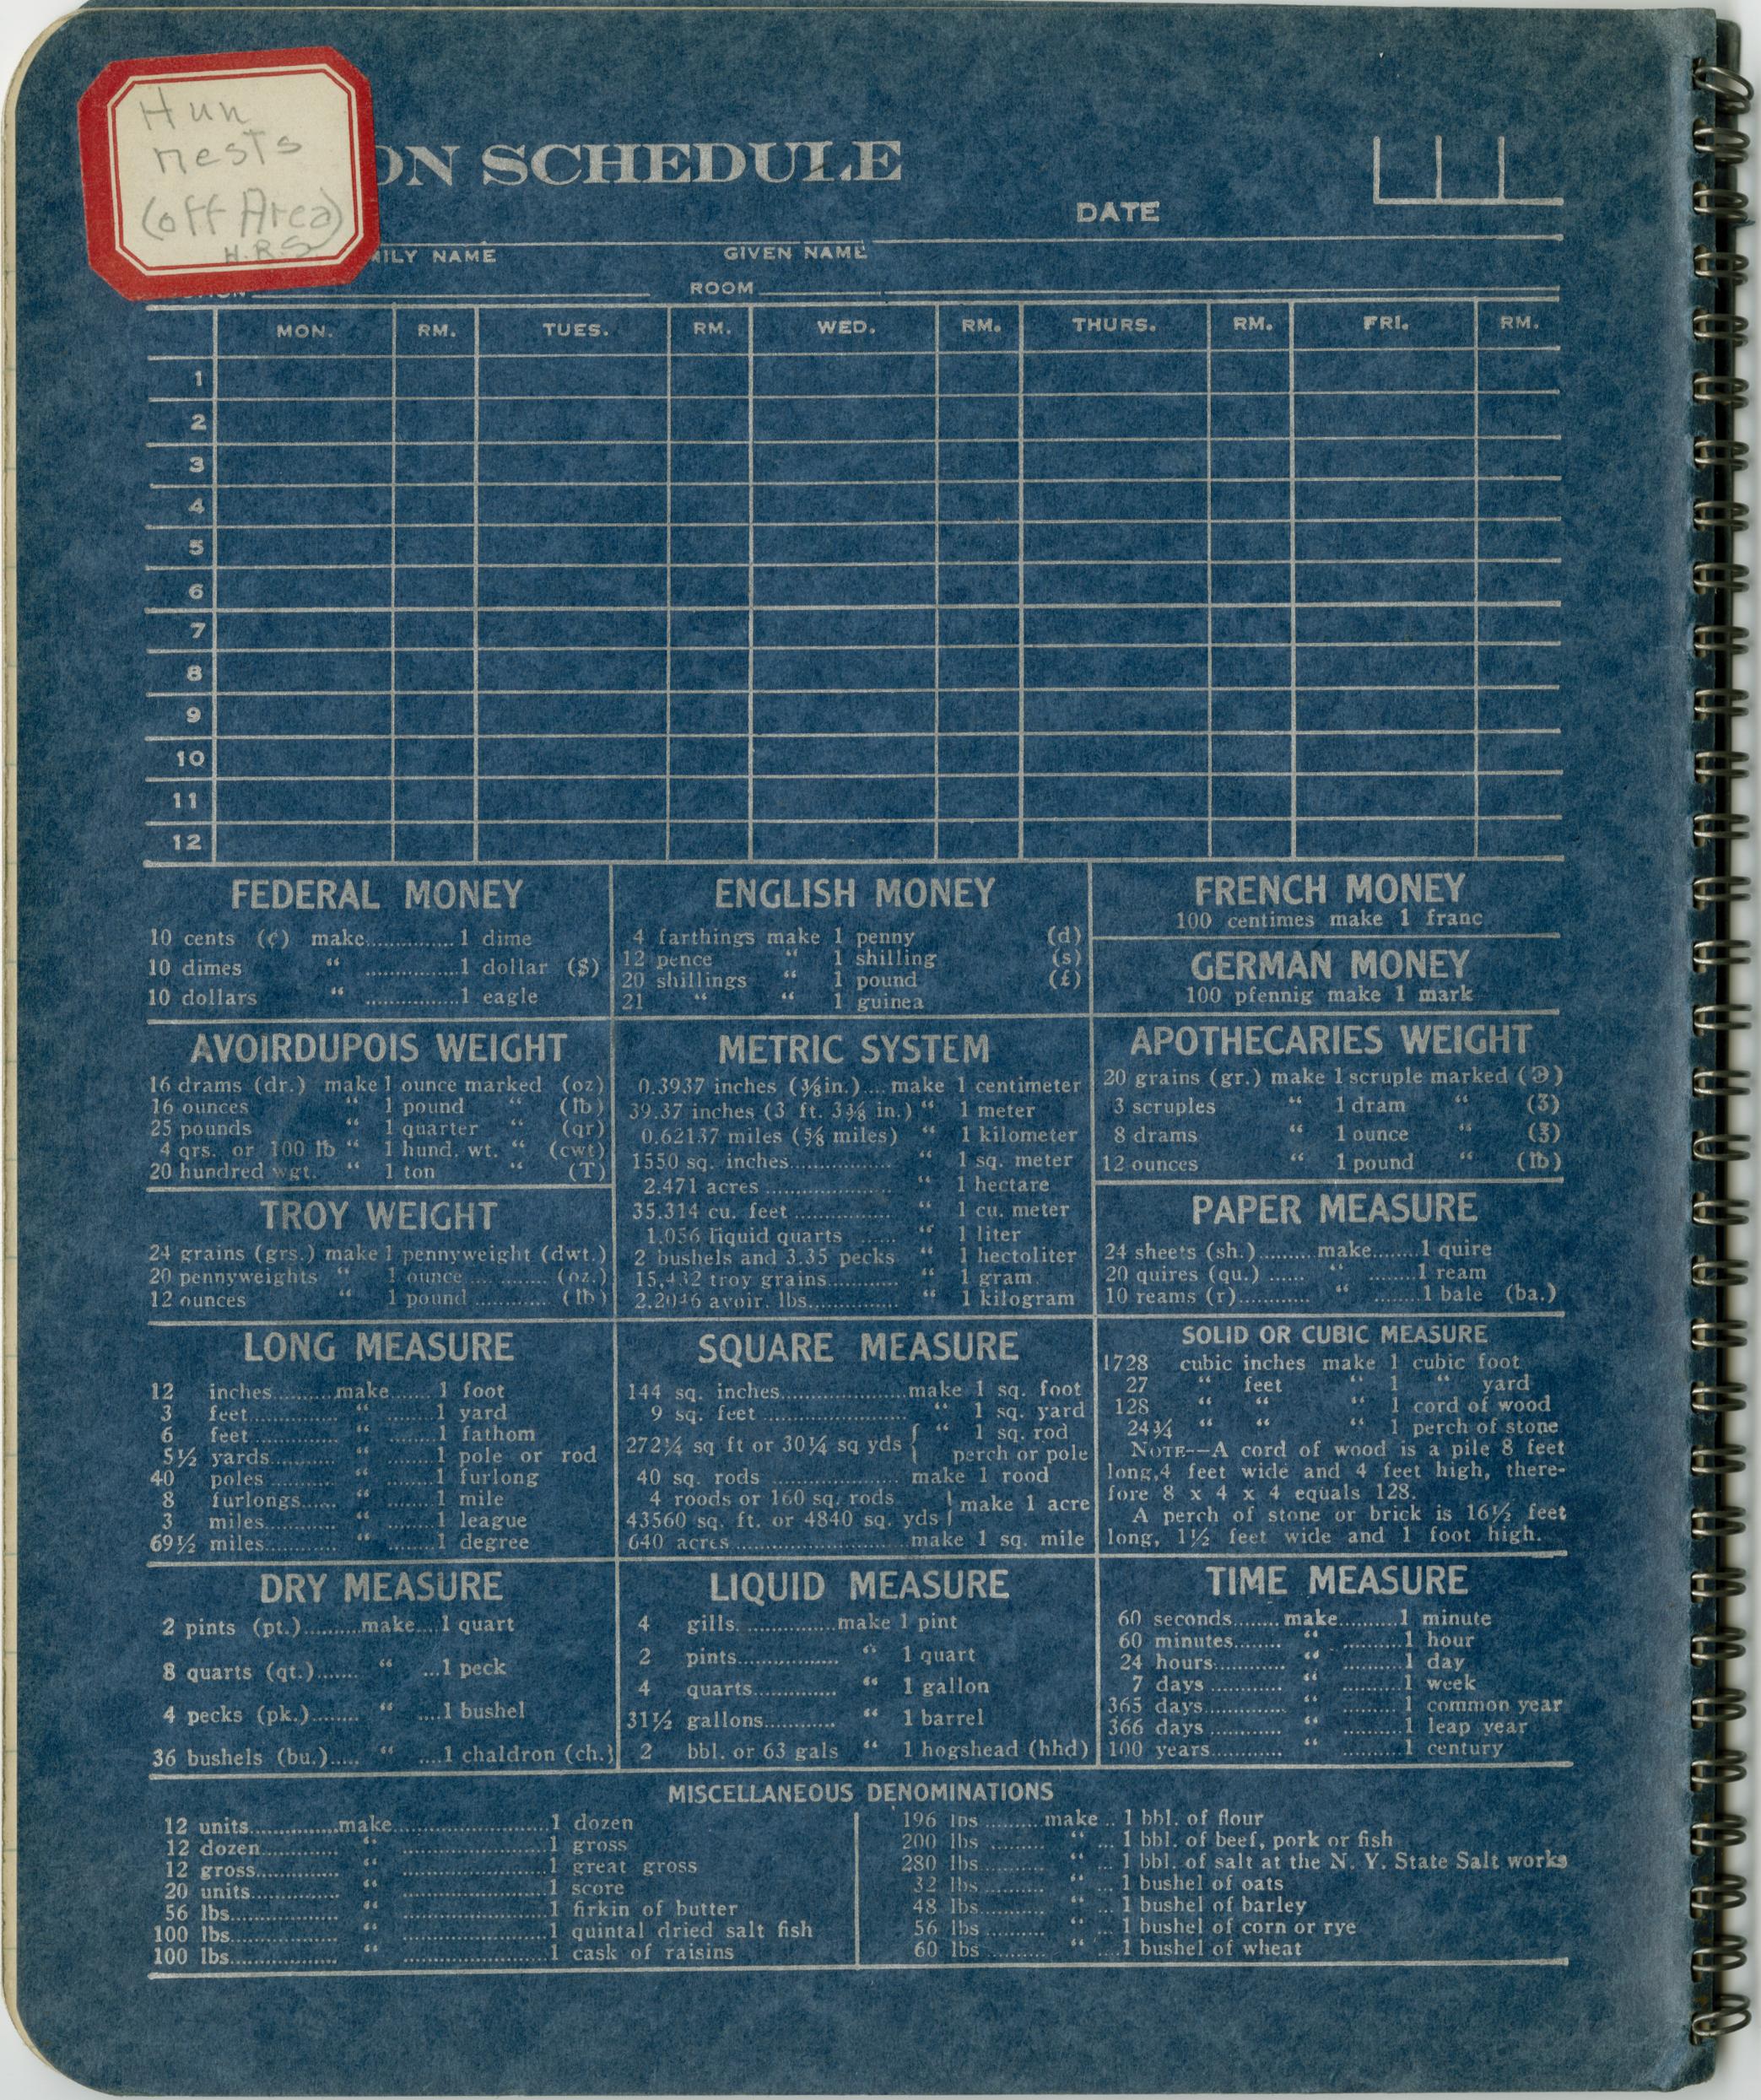 Hun
nests
(off Area)
H.R.S.
ON SCHEDULE
DATE
ILY NAME GIVEN NAME
ROOM
MON. RM. TUES. RM. WED. RM. THURS. RM. FRI. RM.
1
2
3
4
5
6
7
8
9
10
11
12
FEDERAL MONEY
10 cents (¢) make..............1 dime
10 dimes “ ...............1 dollar ($)
10 dollars “ ...............1 eagle
ENGLISH MONEY
4 farthings make 1 penny (d)
12 pence “ 1 shilling (s)
20 shillings “ 1 pound (£)
21 “ “ 1 guinea
FRENCH MONEY
100 centimes make 1 franc
GERMAN MONEY
100 pfennig make 1 mark
AVOIRDUPOIS WEIGHT
16 drams (dr.) make 1 ounce marked (oz)
16 ounces “ 1 pound “ (lb)
25 pounds “ 1 quarter “ (qr)
4 qrs. or 100 lb “ 1 hund. wt. “ (cwt)
20 hundred wgt. “ 1 ton “ (T)
TROY WEIGHT
24 grains (grs.) make 1 pennyweight (dwt.)
20 pennyweights “ 1 ounce ............ (oz.)
12 ounces “ 1 pound ............. (lb)
METRIC SYSTEM
0.3937 inches (⅜in.).... make 1 centimeter
39.37 inches (3 ft. 3⅜ in.) “ 1 meter
0.62137 miles (⅝ miles) “ 1 kilometer
1550 sq. inches................. “ 1 sq. meter
2.471 acres ..................... “ 1 hectare
35.314 cu. feet ................ “ 1 cu. meter
1.056 liquid quarts ...... “ 1 liter
2 bushels and 3.35 pecks “ 1 hectoliter
15.432 troy grains............ “ 1 gram
2.2046 avoir. lbs............... “ 1 kilogram
APOTHECARIES WEIGHT
20 grains (gr.) make 1 scruple marked (℈)
3 scruples “ 1 dram “ (ʒ)
8 drams “ 1 ounce “ (℥)
12 ounces “ 1 pound “ (lb)
PAPER MEASURE
24 sheets (sh.)......... make.......1 quire
20 quires (qu.) ...... “ ........1 ream
10 reams (r)............ “ .......1 bale (ba.)
LONG MEASURE
12 inches..........make...... 1 foot
3 feet............... “ .......1 yard
6 feet .............. “ .......1 fathom
5½ yards........... “ .......1 pole or rod
40 poles ........... “ .......1 furlong
8 furlongs...... “ .......1 mile
3 miles............ “ .......1 league
69½ miles............ “ .......1 degree
SQUARE MEASURE
144 sq. inches.....................make 1 sq. foot
9 sq. feet ........................ “ 1 sq. yard
272¼ sq ft or 30¼ sq yds { “ 1 sq. rod
perch or pole
40 sq. rods ..................... make 1 rood
4 roods or 160 sq. rods } make 1 acre
43560 sq. ft. or 4840 sq. yds
640 acres.............................make 1 sq. mile
SOLID OR CUBIC MEASURE
1728 cubic inches make 1 cubic foot
27 “ feet “ 1 “ yard
128 “ “ “ 1 cord of wood
24¾ “ “ “ 1 perch of stone
NOTE--A cord of wood is a pile 8 feet
long,4 feet wide and 4 feet high, there-
fore 8 x 4 x 4 equals 128.
A perch of stone or brick is 16½ feet
long, 1½ feet wide and 1 foot high.
DRY MEASURE
2 pints (pt.)..........make....1 quart
8 quarts (qt.)....... “ ...1 peck
4 pecks (pk.)........ “ ....1 bushel
36 bushels (bu.)..... “ ....1 chaldron (ch.)
LIQUID MEASURE
4 gills. ...............make 1 pint
2 pints................. “ 1 quart
4 quarts.............. “ 1 gallon
31½ gallons............ “ 1 barrel
2 bbl. or 63 gals “ 1 hogshead (hhd)
TIME MEASURE
60 seconds........make..........1 minute
60 minutes........ “ ..........1 hour
24 hours............ “ ..........1 day
7 days ............ “ ..........1 week
365 days.............. “ ..........1 common year
366 days ............ “ ..........1 leap year
100 years............ “ ..........1 century
MISCELLANEOUS DENOMINATIONS
12 units...............make..........................1 dozen
12 dozen............. “ ........................1 gross
12 gross.............. “ ........................1 great gross
20 units............... “ ........................1 score
56 lbs.................. “ ........................1 firkin of butter
100 lbs.................. “ ........................1 quintal dried salt fish
100 lbs.................. “ ........................1 cask of raisins
196 lbs .........make .. 1 bbl. of flour
200 lbs ......... “ ... 1 bbl. of beef, pork or fish
280 lbs........... “ ... 1 bbl. of salt at the N. Y. State Salt works
32 lbs .......... “ ... 1 bushel of oats
48 lbs........... “ ... 1 bushel of barley
56 lbs .......... “ ... 1 bushel of corn or rye
60 lbs .......... “ ....1 bushel of wheat